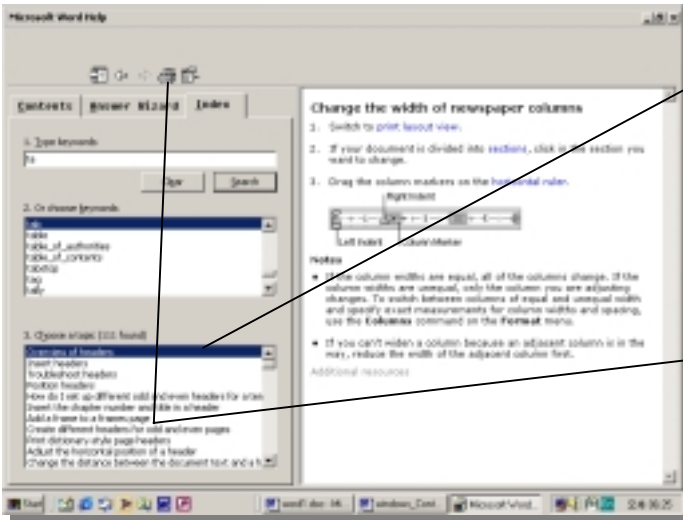 Microsoft Word Help
Contents
Answer Wizard
Index
1. Type keywords
ta
Clear
Search
2. Or choose keywords
tab
table
table_of_authorities
table_of_contents
tabstop
tag
tally
3. Choose a topic (111 found)
Overview of headers
Insert headers
Troubleshoot headers
Position headers
How do I set up different odd and even headers for a
Insert the chapter number and title in a header
Add a frame to a frames page
Create different headers for odd and even pages
Print dictionary-style page headers
Adjust the horizontal position of a header
Change the distance between the document text and a h
Change the width of newspaper columns
1. Switch to print layout view.
2. If your document is divided into sections, click in the section you
want to change.
3. Drag the column markers on the horizontal ruler.
Right Indent
Left Indent
Column Marker
Notes
• If the column widths are equal, all of the columns change. If the
column widths are unequal, only the column you are adjusting
changes. To switch between columns of equal and unequal width
and specify exact measurements for column widths and spacing,
use the Columns command on the Format menu.
• If you can't widen a column because an adjacent column is in the
way, reduce the width of the adjacent column first.
Additional resources
Start
Microsoft Word...